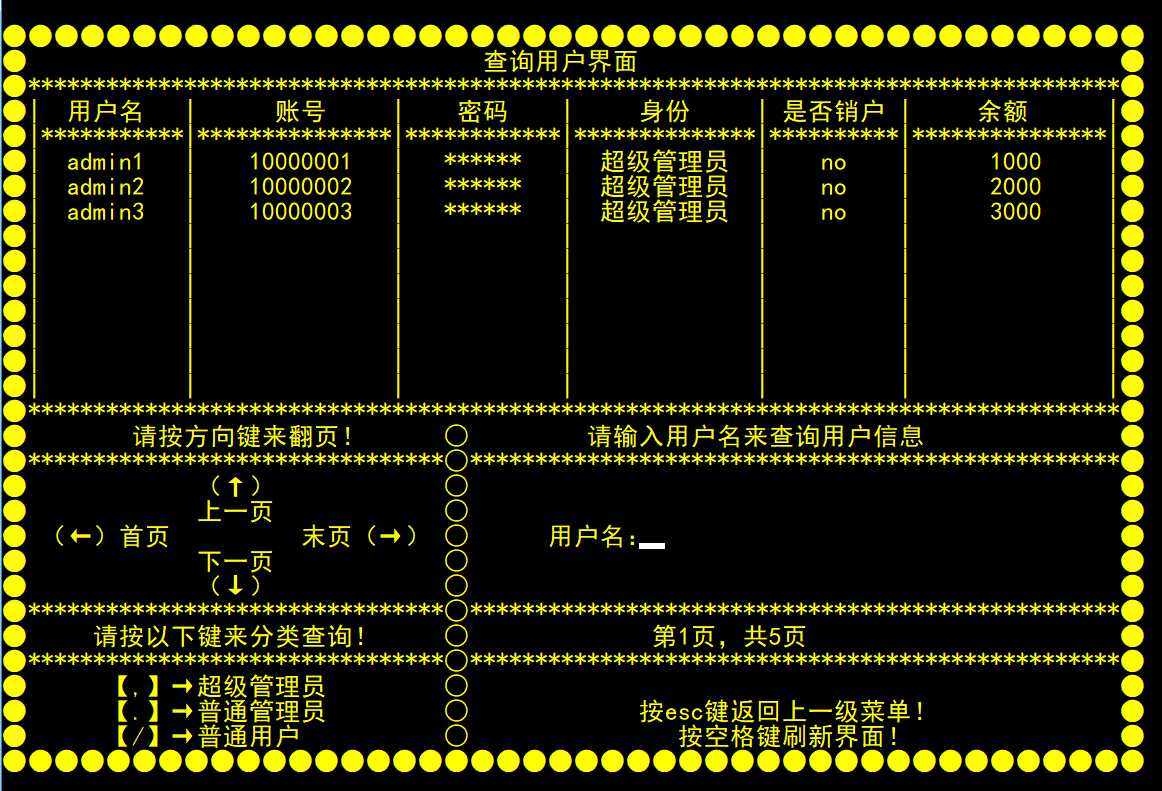 查询用户界面
用户名 账号 密码 身份 是否销户 余额
admin1 10000001 ****** 超级管理员 no 1000
admin2 10000002 ****** 超级管理员 no 2000
admin3 10000003 ****** 超级管理员 no 3000
请按方向键来翻页! 请输入用户名来查询用户信息
(↑)
上一页
(←)首页 末页(→) 用户名:
下一页
(↓)
请按以下键来分类查询! 第1页，共5页
【,】→超级管理员
【.】→普通管理员 按esc键返回上一级菜单!
【/】→普通用户 按空格键刷新界面!